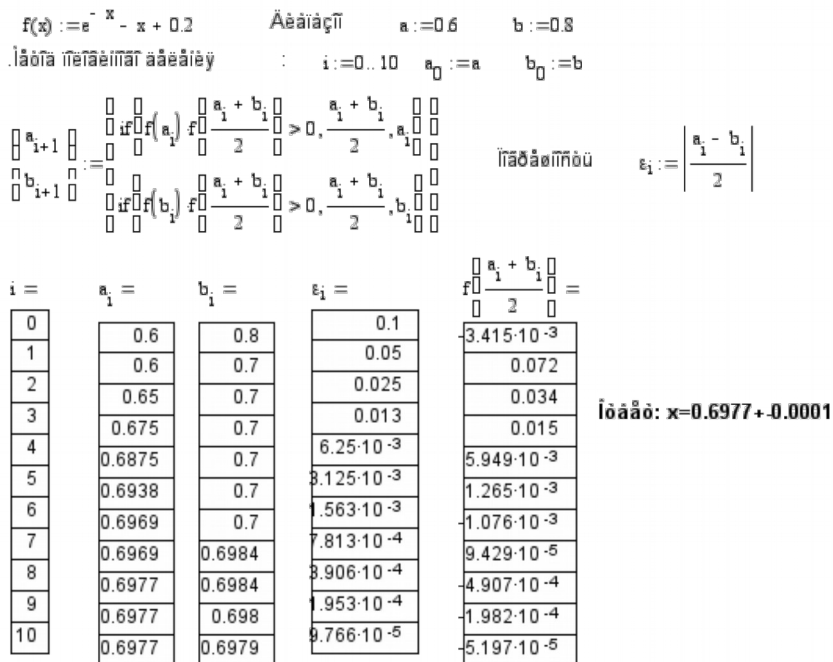 f(x) := e^{-x} - x + 0.2 Äèàïàçîí a := 0.6 b := 0.8
.Ìåòîä ïîëîâèííîãî äåëåíèÿ : i := 0.. 10 a_0 := a b_0 := b
[a_{i+1} b_{i+1}] := [if[f(a_i)·f[(a_i + b_i)/2] > 0, (a_i + b_i)/2, a_i] if[f(b_i)·f[(a_i + b_i)/2] > 0, (a_i + b_i)/2, b_i]] Ïîãðåøíîñòü ε_i := |(a_i - b_i)/2|
i = a_i = b_i = ε_i = f[(a_i + b_i)/2] =
0 0.6 0.8 0.1 -3.415·10 -3
1 0.6 0.7 0.05 0.072
2 0.65 0.7 0.025 0.034
3 0.675 0.7 0.013 0.015
4 0.6875 0.7 6.25·10 -3 5.949·10 -3
5 0.6938 0.7 3.125·10 -3 1.265·10 -3
6 0.6969 0.7 1.563·10 -3 -1.076·10 -3
7 0.6969 0.6984 7.813·10 -4 9.429·10 -5
8 0.6977 0.6984 3.906·10 -4 -4.907·10 -4
9 0.6977 0.698 1.953·10 -4 -1.982·10 -4
10 0.6977 0.6979 9.766·10 -5 -5.197·10 -5
Îòâåò: x=0.6977+-0.0001